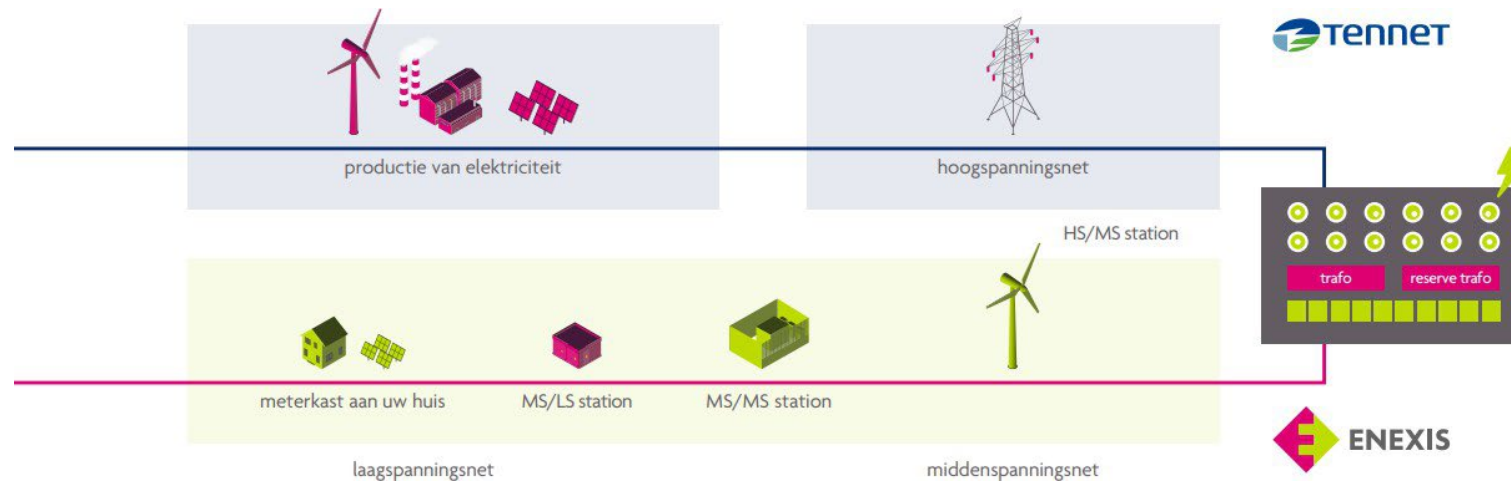 TenneT
productie van elektriciteit
hoogspanningsnet
HS/MS station
trafo
reserve trafo
meterkast aan uw huis
MS/LS station
MS/MS station
laagspanningsnet
middenspanningsnet
ENEXIS